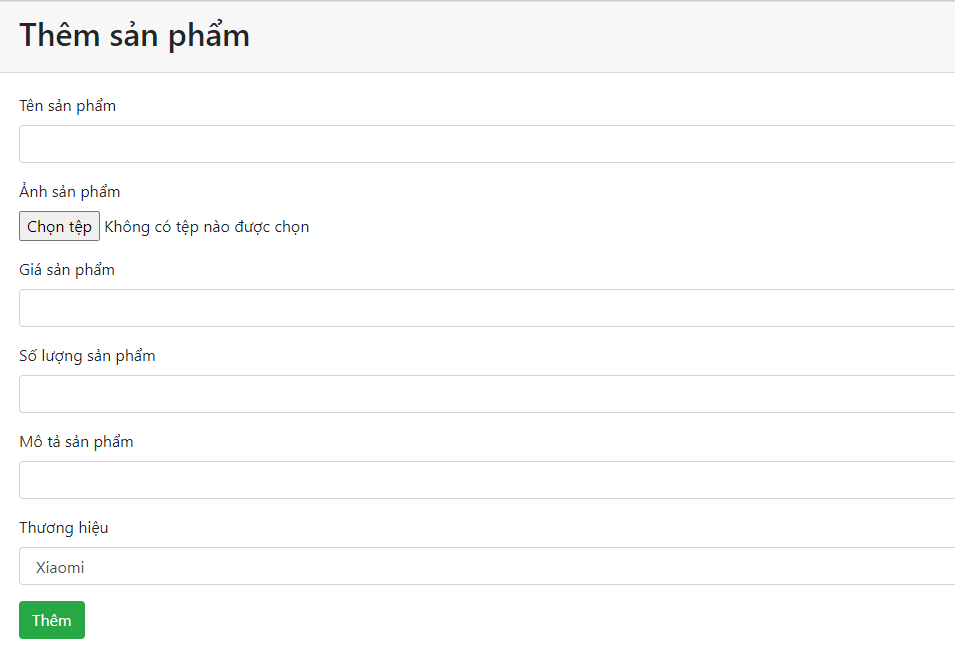 Thêm sản phẩm
Tên sản phẩm
Ảnh sản phẩm
Chọn tệp Không có tệp nào được chọn
Giá sản phẩm
Số lượng sản phẩm
Mô tả sản phẩm
Thương hiệu
Xiaomi
Thêm